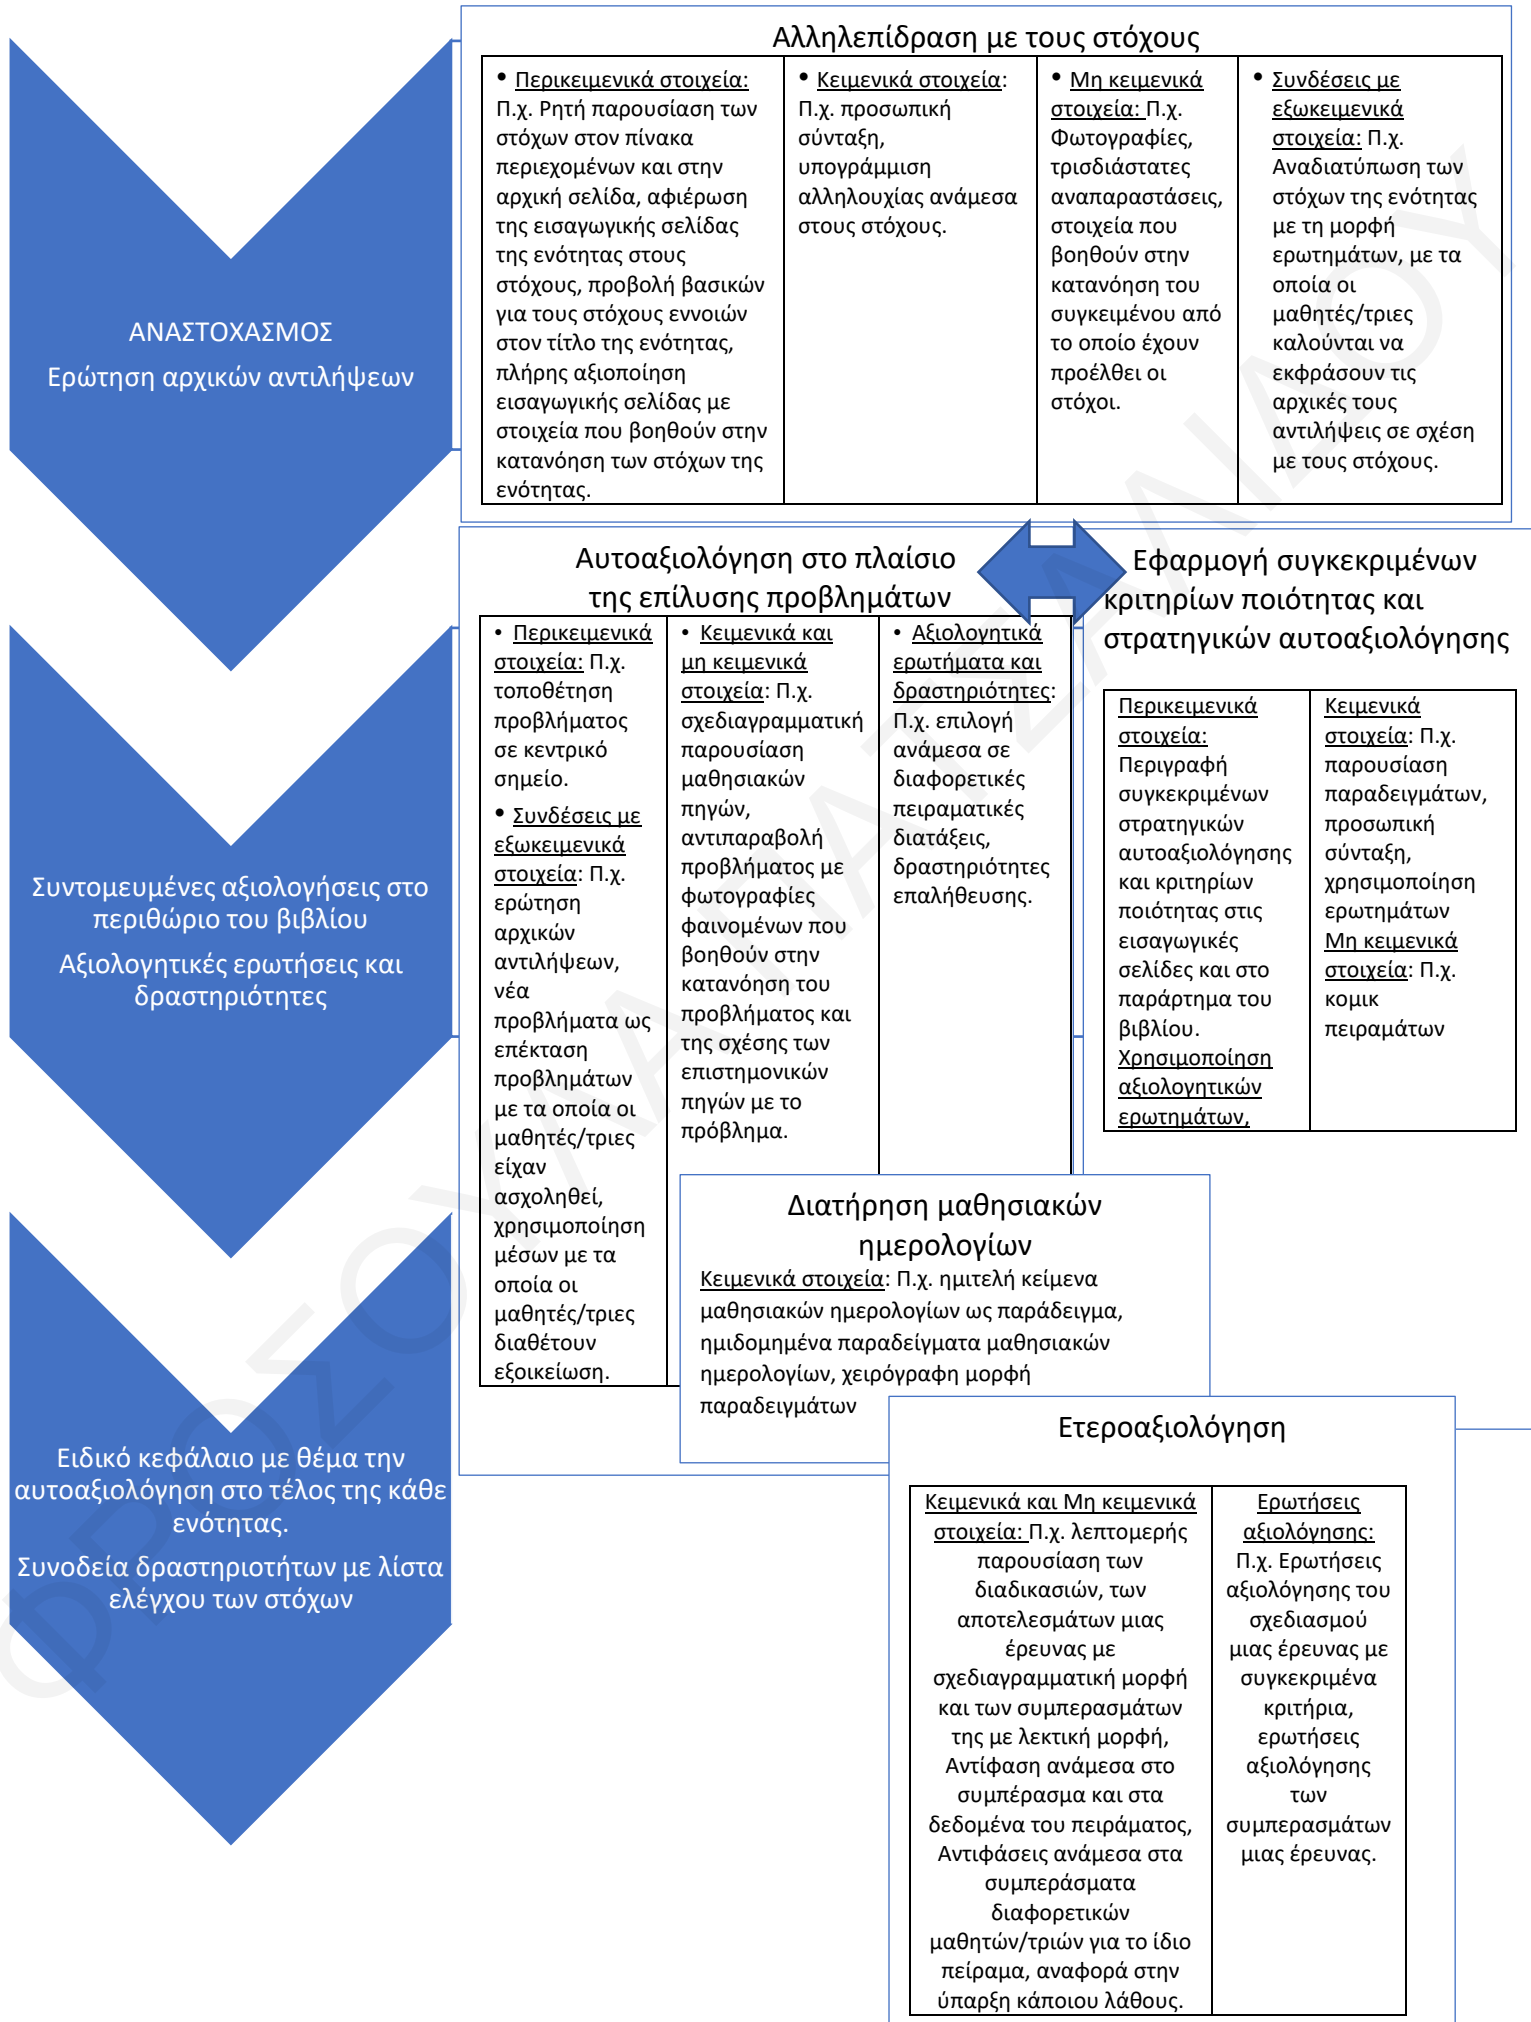 Αλληλεπίδραση με τους στόχους
• Περικειμενικά στοιχεία:
Π.χ. Ρητή παρουσίαση των
στόχων στον πίνακα
περιεχομένων και στην
αρχική σελίδα, αφιέρωση
της εισαγωγικής σελίδας
της ενότητας στους
στόχους, προβολή βασικών
για τους στόχους εννοιών
στον τίτλο της ενότητας,
πλήρης αξιοποίηση
εισαγωγικής σελίδας με
στοιχεία που βοηθούν στην
κατανόηση των στόχων της
ενότητας.
• Κειμενικά στοιχεία:
Π.χ. προσωπική
σύνταξη,
υπογράμμιση
αλληλουχίας ανάμεσα
στους στόχους.
• Μη κειμενικά
στοιχεία: Π.χ.
Φωτογραφίες,
τρισδιάστατες
αναπαραστάσεις,
στοιχεία που
βοηθούν στην
κατανόηση του
συγκειμένου από
το οποίο έχουν
προέλθει οι
στόχοι.
• Συνδέσεις με
εξωκειμενικά
στοιχεία: Π.χ.
Αναδιατύπωση των
στόχων της ενότητας
με τη μορφή
ερωτημάτων, με τα
οποία οι
μαθητές/τριες
καλούνται να
εκφράσουν τις
αρχικές τους
αντιλήψεις σε σχέση
με τους στόχους.
ΑΝΑΣΤΟΧΑΣΜΟΣ
Ερώτηση αρχικών αντιλήψεων
Αυτοαξιολόγηση στο πλαίσιο
της επίλυσης προβλημάτων
• Περικειμενικά
στοιχεία: Π.χ.
τοποθέτηση
προβλήματος
σε κεντρικό
σημείο.
• Συνδέσεις με
εξωκειμενικά
στοιχεία: Π.χ.
ερώτηση
αρχικών
αντιλήψεων,
νέα
προβλήματα ως
επέκταση
προβλημάτων
με τα οποία οι
μαθητές/τριες
είχαν
ασχοληθεί,
χρησιμοποίηση
μέσων με τα
οποία οι
μαθητές/τριες
διαθέτουν
εξοικείωση.
• Κειμενικά και
μη κειμενικά
στοιχεία: Π.χ.
σχεδιαγραμματική
παρουσίαση
μαθησιακών
πηγών,
αντιπαραβολή
προβλήματος με
φωτογραφίες
φαινομένων που
βοηθούν στην
κατανόηση του
προβλήματος και
της σχέσης των
επιστημονικών
πηγών με το
πρόβλημα.
• Αξιολογητικά
ερωτήματα και
δραστηριότητες:
Π.χ. επιλογή
ανάμεσα σε
διαφορετικές
πειραματικές
διατάξεις,
δραστηριότητες
επαλήθευσης.
Εφαρμογή συγκεκριμένων
κριτηρίων ποιότητας και
στρατηγικών αυτοαξιολόγησης
Περικειμενικά
στοιχεία:
Περιγραφή
συγκεκριμένων
στρατηγικών
αυτοαξιολόγησης
και κριτηρίων
ποιότητας στις
εισαγωγικές
σελίδες και στο
παράρτημα του
βιβλίου.
Χρησιμοποίηση
αξιολογητικών
ερωτημάτων,
Κειμενικά
στοιχεία: Π.χ.
παρουσίαση
παραδειγμάτων,
προσωπική
σύνταξη,
χρησιμοποίηση
ερωτημάτων
Μη κειμενικά
στοιχεία: Π.χ.
κομικ
πειραμάτων
Συντομευμένες αξιολογήσεις στο
περιθώριο του βιβλίου
Αξιολογητικές ερωτήσεις και
δραστηριότητες
Διατήρηση μαθησιακών
ημερολογίων
Κειμενικά στοιχεία: Π.χ. ημιτελή κείμενα
μαθησιακών ημερολογίων ως παράδειγμα,
ημιδομημένα παραδείγματα μαθησιακών
ημερολογίων, χειρόγραφη μορφή
παραδειγμάτων
Ειδικό κεφάλαιο με θέμα την
αυτοαξιολόγηση στο τέλος της κάθε
ενότητας.
Συνοδεία δραστηριοτήτων με λίστα
ελέγχου των στόχων
Ετεροαξιολόγηση
Κειμενικά και Μη κειμενικά
στοιχεία: Π.χ. λεπτομερής
παρουσίαση των
διαδικασιών, των
αποτελεσμάτων μιας
έρευνας με
σχεδιαγραμματική μορφή
και των συμπερασμάτων
της με λεκτική μορφή,
Αντίφαση ανάμεσα στο
συμπέρασμα και στα
δεδομένα του πειράματος,
Αντιφάσεις ανάμεσα στα
συμπεράσματα
διαφορετικών
μαθητών/τριών για το ίδιο
πείραμα, αναφορά στην
ύπαρξη κάποιου λάθους.
Ερωτήσεις
αξιολόγησης:
Π.χ. Ερωτήσεις
αξιολόγησης του
σχεδιασμού
μιας έρευνας με
συγκεκριμένα
κριτήρια,
ερωτήσεις
αξιολόγησης
των
συμπερασμάτων
μιας έρευνας.
ΦΡΟΣΟΥΛΑ ΠΑΤΣΑΛΙΔΟΥ